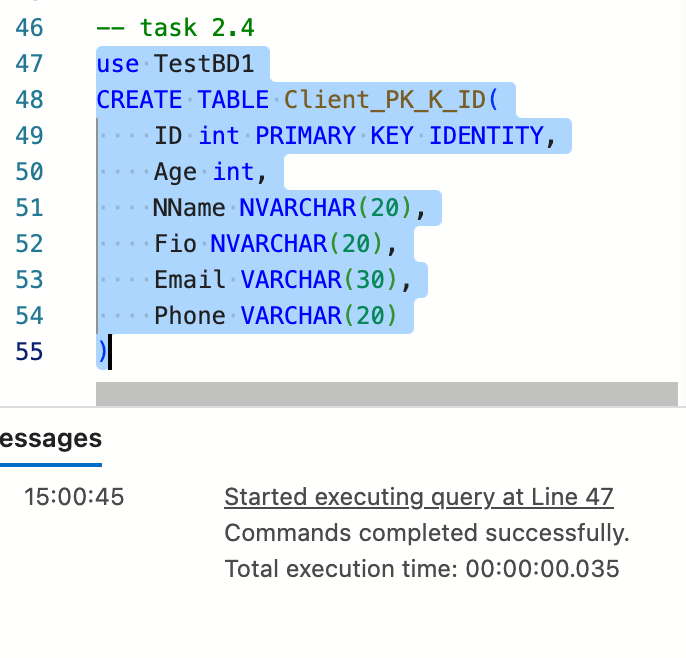 46 -- task 2.4
47 use TestBD1
48 CREATE TABLE Client_PK_K_ID(
49 ID int PRIMARY KEY IDENTITY,
50 Age int,
51 NName NVARCHAR(20),
52 Fio NVARCHAR(20),
53 Email VARCHAR(30),
54 Phone VARCHAR(20)
55 )
essages
15:00:45 Started executing query at Line 47
Commands completed successfully.
Total execution time: 00:00:00.035